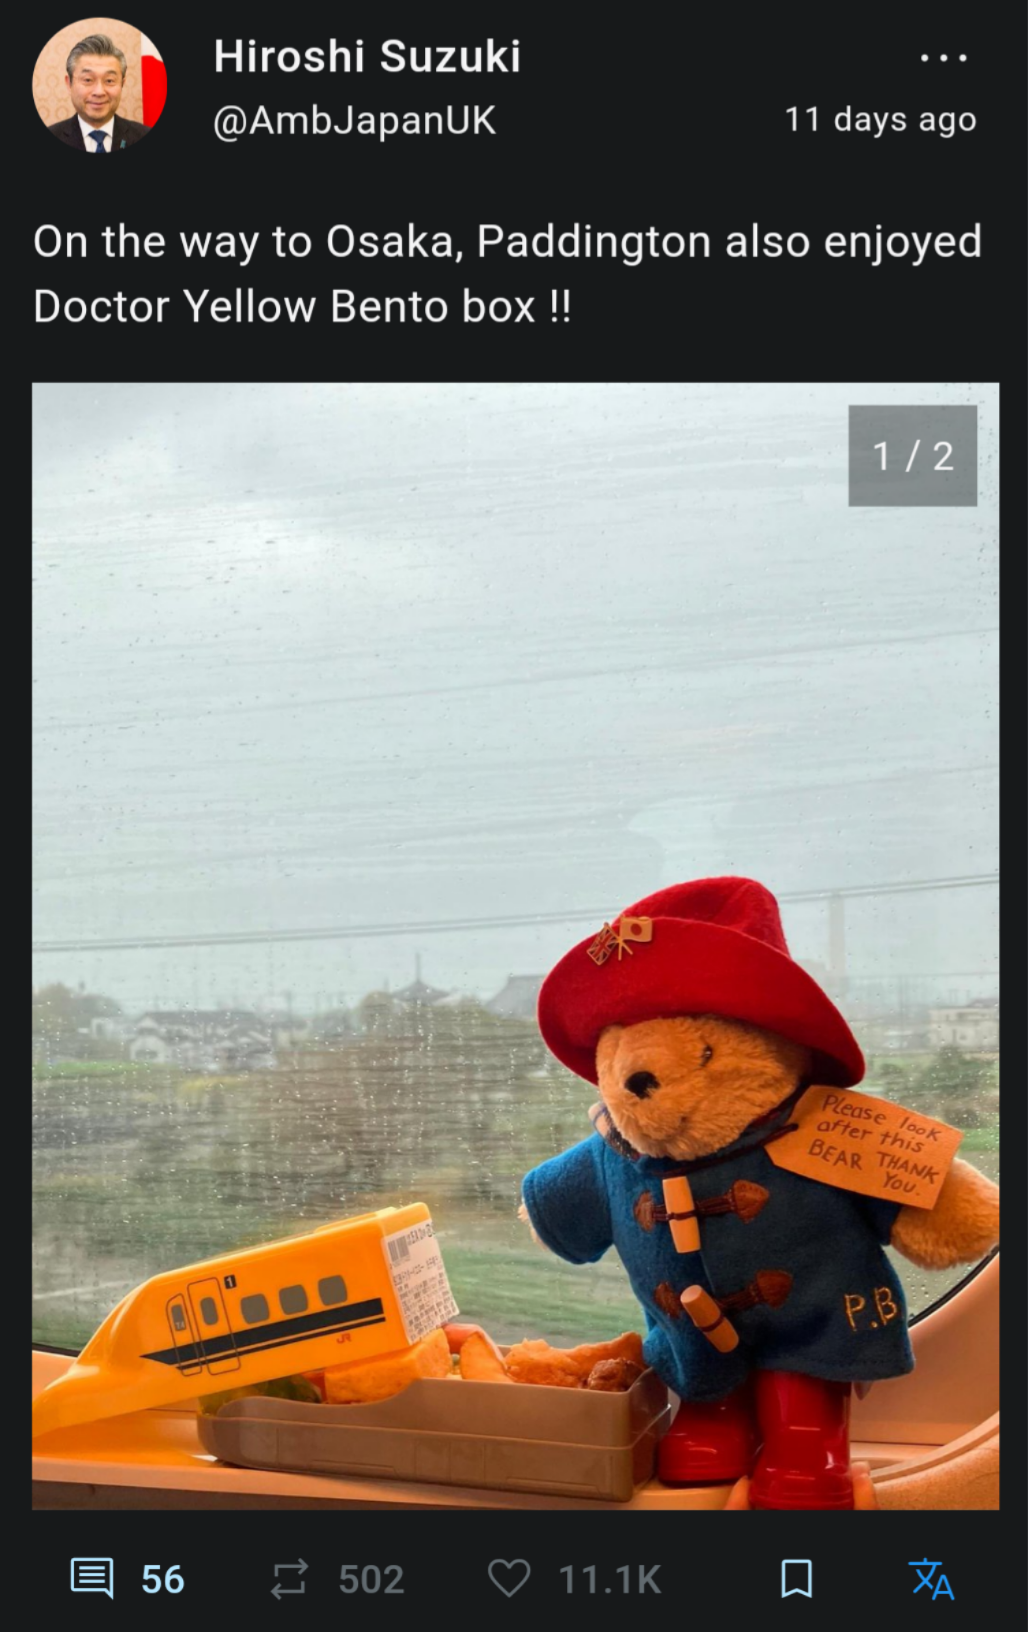 Hiroshi Suzuki
@AmbJapanUK
11 days ago
On the way to Osaka, Paddington also enjoyed
Doctor Yellow Bento box !!
1 / 2
Please look
after this
BEAR THANK
You.
P.B
1
JR
56
502
11.1K